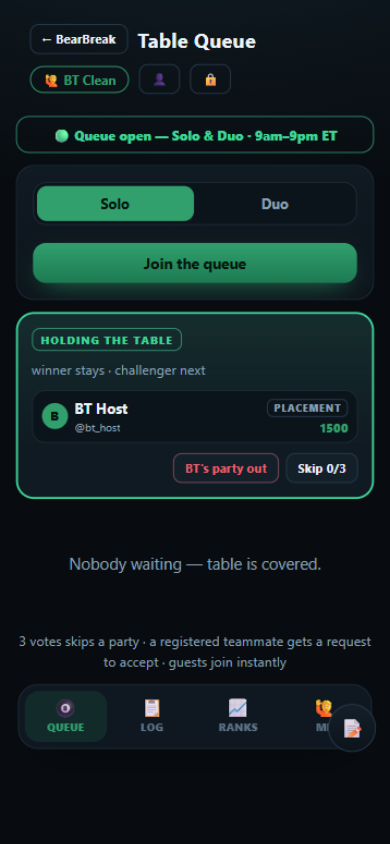 ← BearBreak
Table Queue
BT Clean
Queue open — Solo & Duo · 9am–9pm ET
Solo
Duo
Join the queue
HOLDING THE TABLE
winner stays · challenger next
B
BT Host
@bt_host
PLACEMENT
1500
BT's party out
Skip 0/3
Nobody waiting — table is covered.
3 votes skips a party · a registered teammate gets a request
to accept · guests join instantly
QUEUE
LOG
RANKS